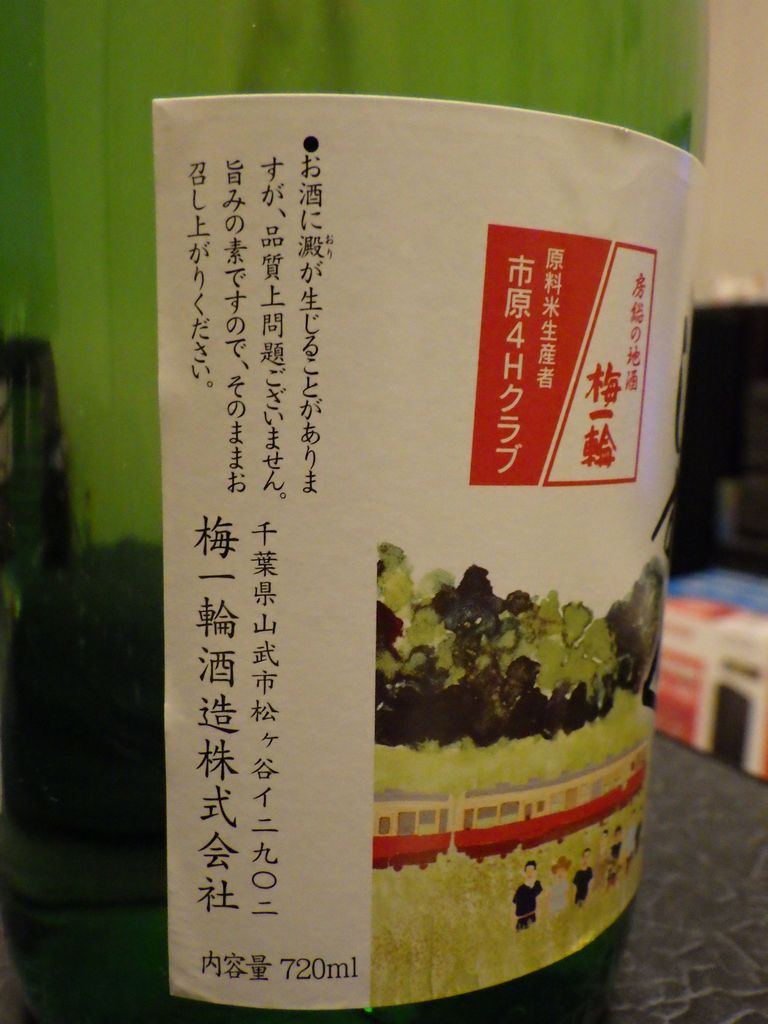 房総の地酒
梅一輪
原料米生産者
市原4Hクラブ
●お酒に澱が生じることがありま
おり
すが、品質上問題ございません。
旨みの素ですので、そのままお
召し上がりください。
千葉県山武市松ヶ谷イ二九〇二
梅一輪酒造株式会社
内容量 720ml